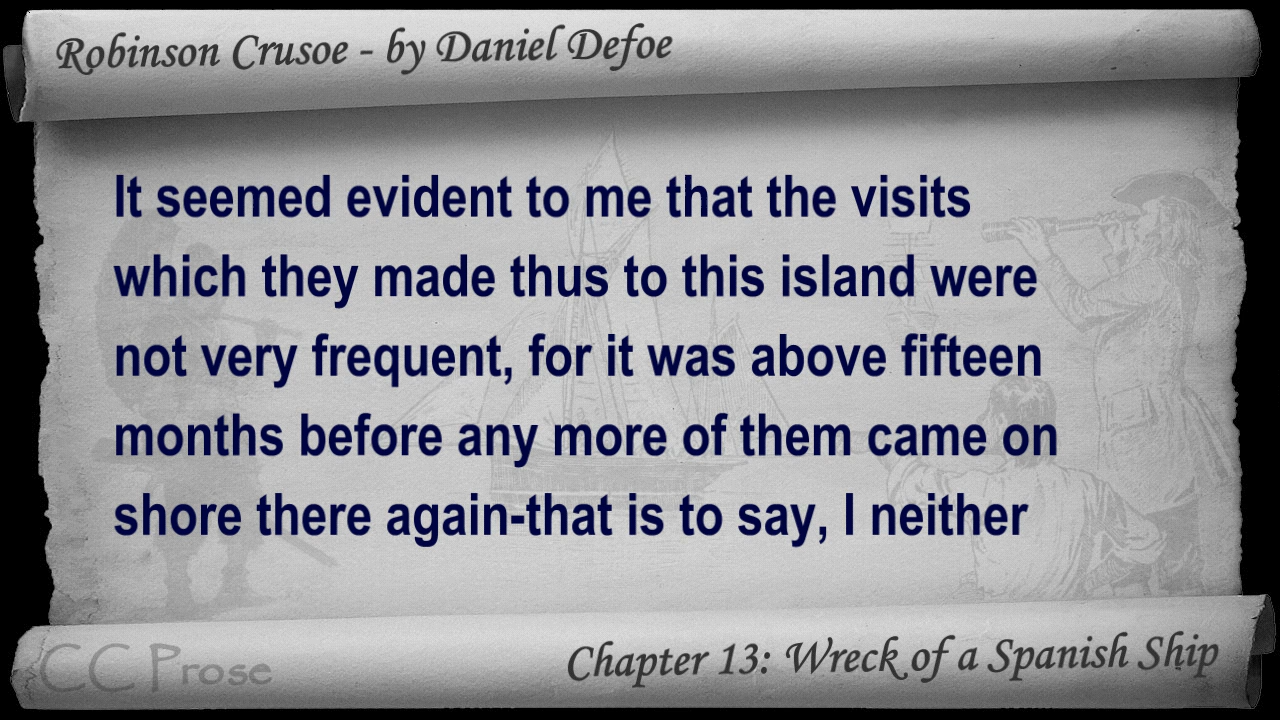 Robinson Crusoe - by Daniel Defoe
It seemed evident to me that the visits
which they made thus to this island were
not very frequent, for it was above fifteen
months before any more of them came on
shore there again-that is to say, I neither
CC Prose
Chapter 13: Wreck of a Spanish Ship